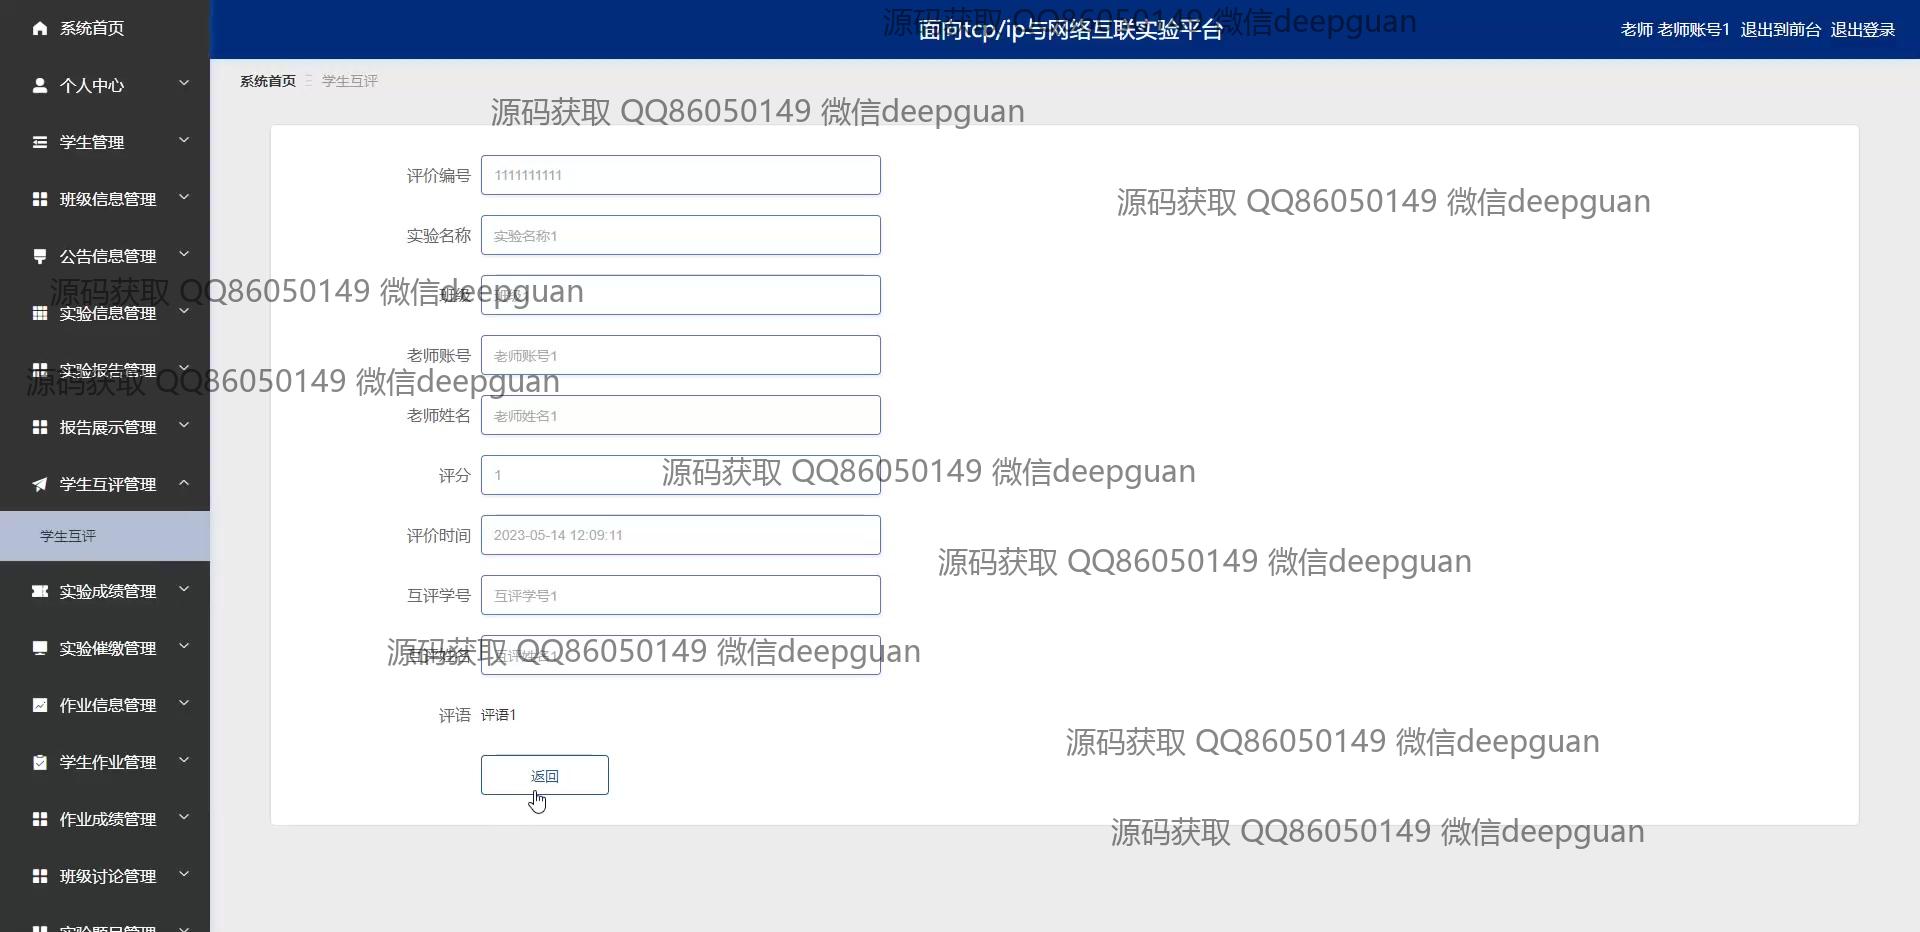 系统首页
个人中心
学生管理
班级信息管理
公告信息管理
实验信息管理
实验报告管理
报告展示管理
学生互评管理
学生互评
实验成绩管理
实验催缴管理
作业信息管理
学生作业管理
作业成绩管理
班级讨论管理
实验题目管理
面向tcp/ip与网络互联实验平台
老师 老师账号1 退出到前台 退出登录
系统首页 学生互评
评价编号 1111111111
实验名称 实验名称1
班级
老师账号 老师账号1
老师姓名 老师姓名1
评分 1
评价时间 2023-05-14 12:09:11
互评学号 互评学号1
互评姓名 互评姓名1
评语 评语1
返回
源码获取 QQ86050149 微信deepguan
源码获取 QQ86050149 微信deepguan
源码获取 QQ86050149 微信deepguan
源码获取 QQ86050149 微信deepguan
源码获取 QQ86050149 微信deepguan
源码获取 QQ86050149 微信deepguan
源码获取 QQ86050149 微信deepguan
源码获取 QQ86050149 微信deepguan
源码获取 QQ86050149 微信deepguan
源码获取 QQ86050149 微信deepguan